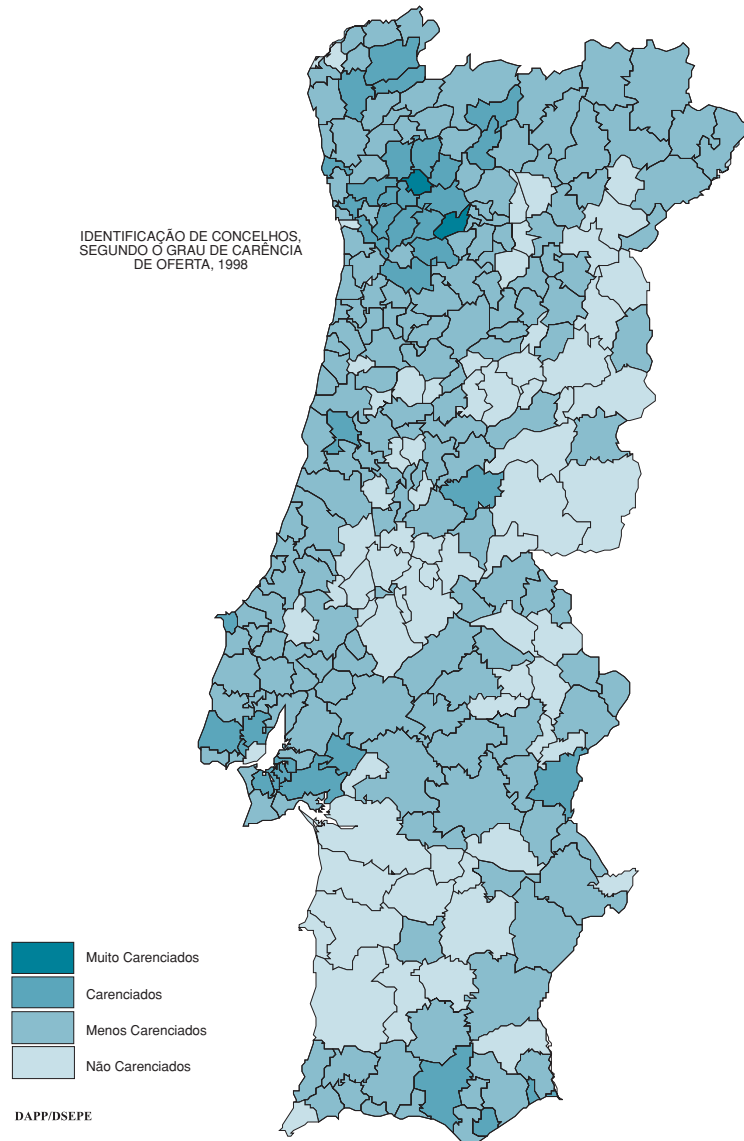 IDENTIFICAÇÃO DE CONCELHOS,
SEGUNDO O GRAU DE CARÊNCIA
DE OFERTA, 1998
Muito Carenciados
Carenciados
Menos Carenciados
Não Carenciados
DAPP/DSEPE